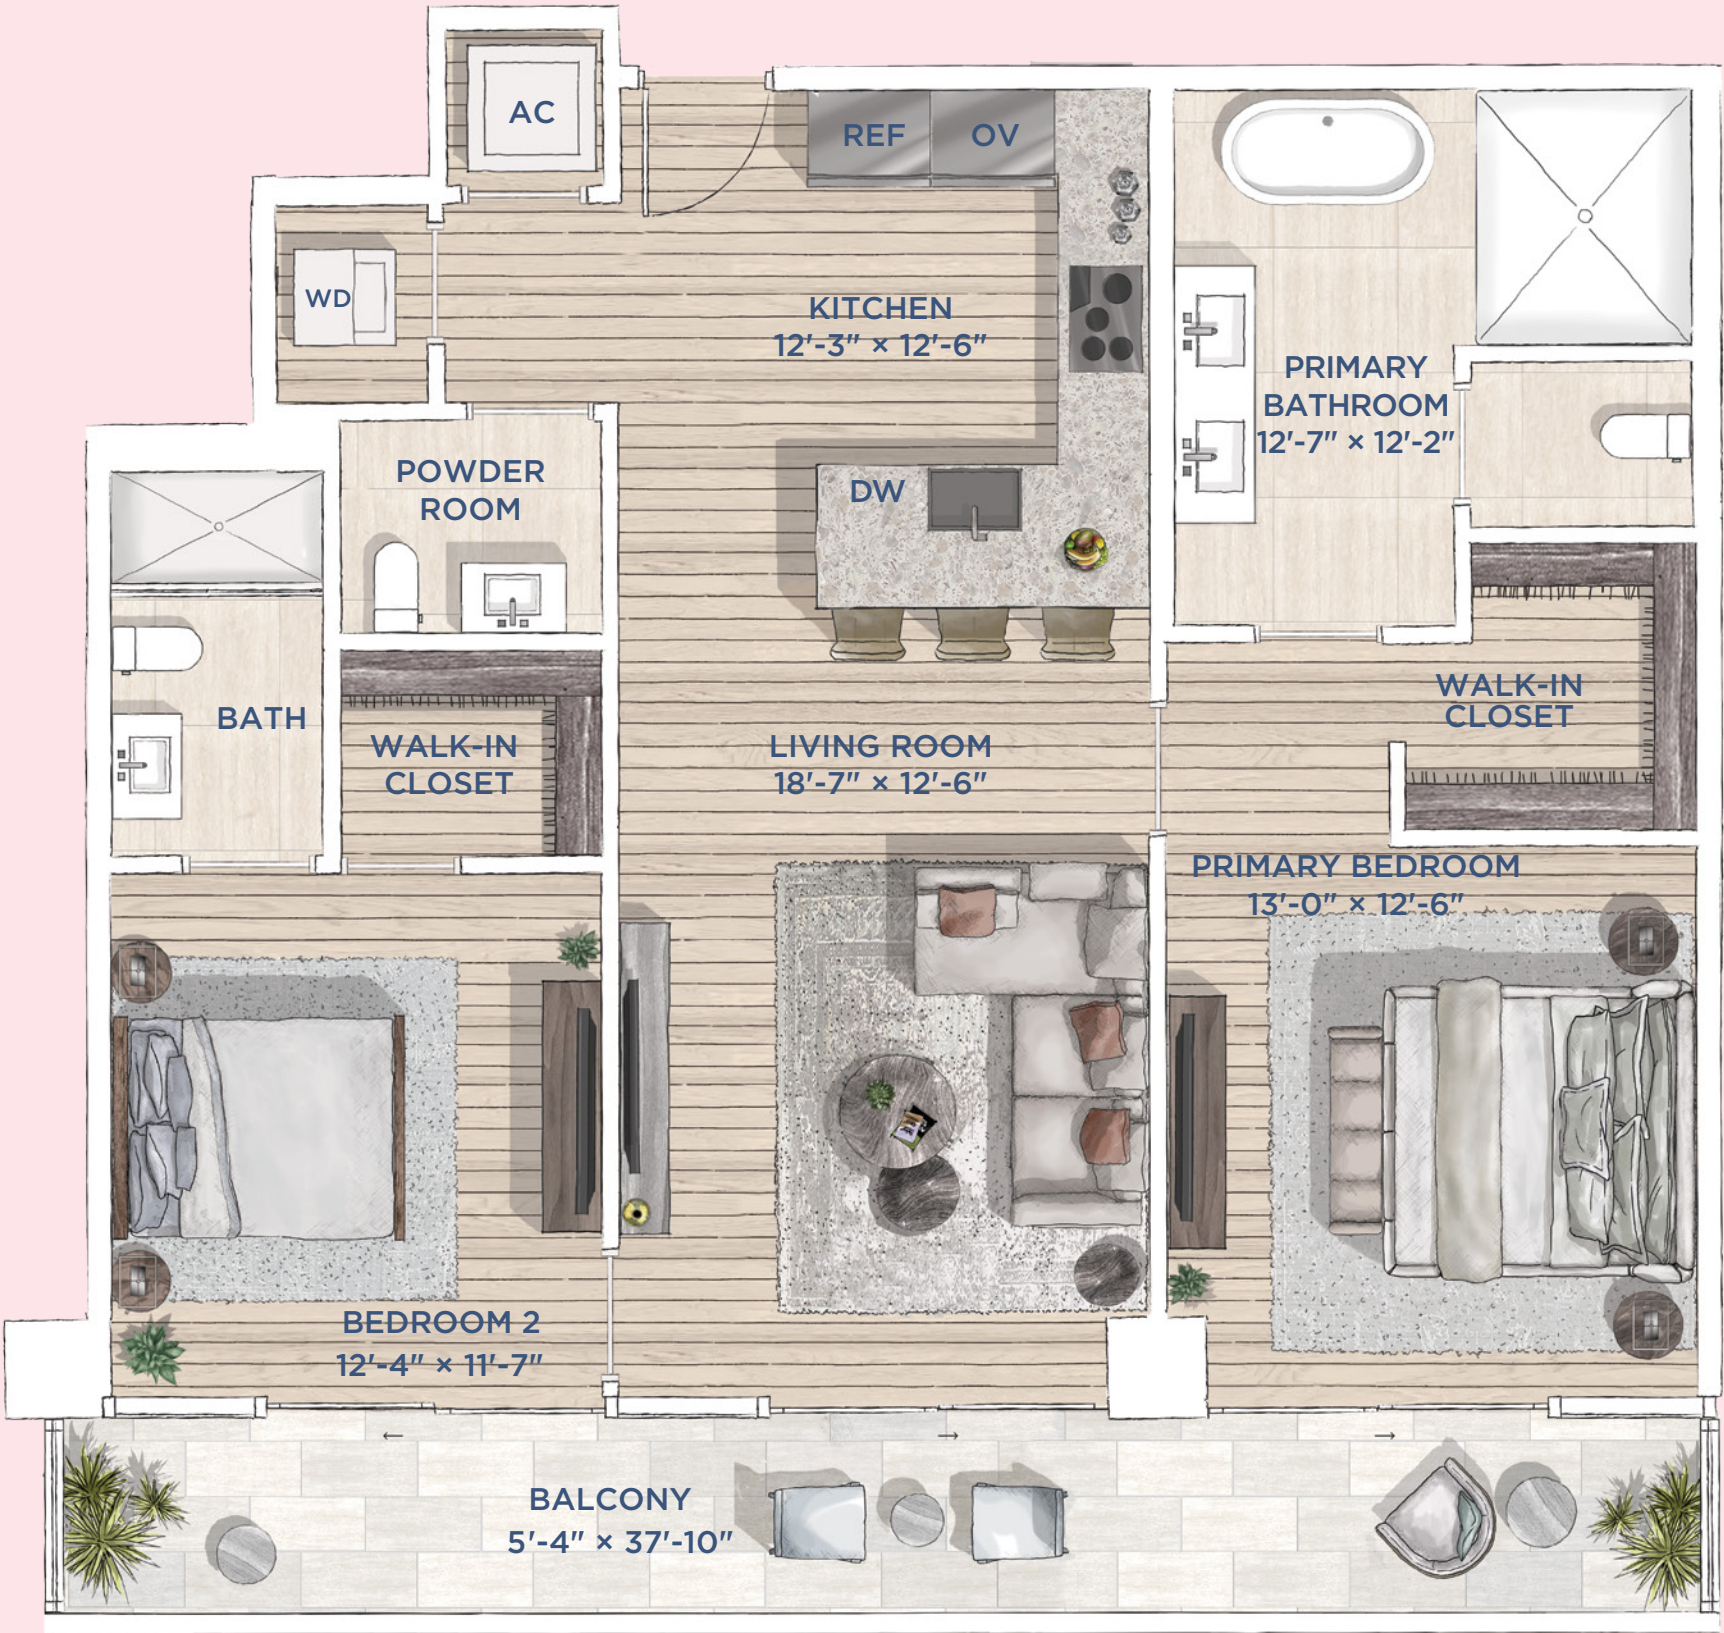 AC
REF
OV
WD
KITCHEN
12'-3" × 12'-6"
PRIMARY
BATHROOM
12'-7" × 12'-2"
POWDER
ROOM
DW
BATH
WALK-IN
CLOSET
LIVING ROOM
18'-7" × 12'-6"
WALK-IN
CLOSET
PRIMARY BEDROOM
13'-0" × 12'-6"
BEDROOM 2
12'-4" × 11'-7"
BALCONY
5'-4" × 37'-10"